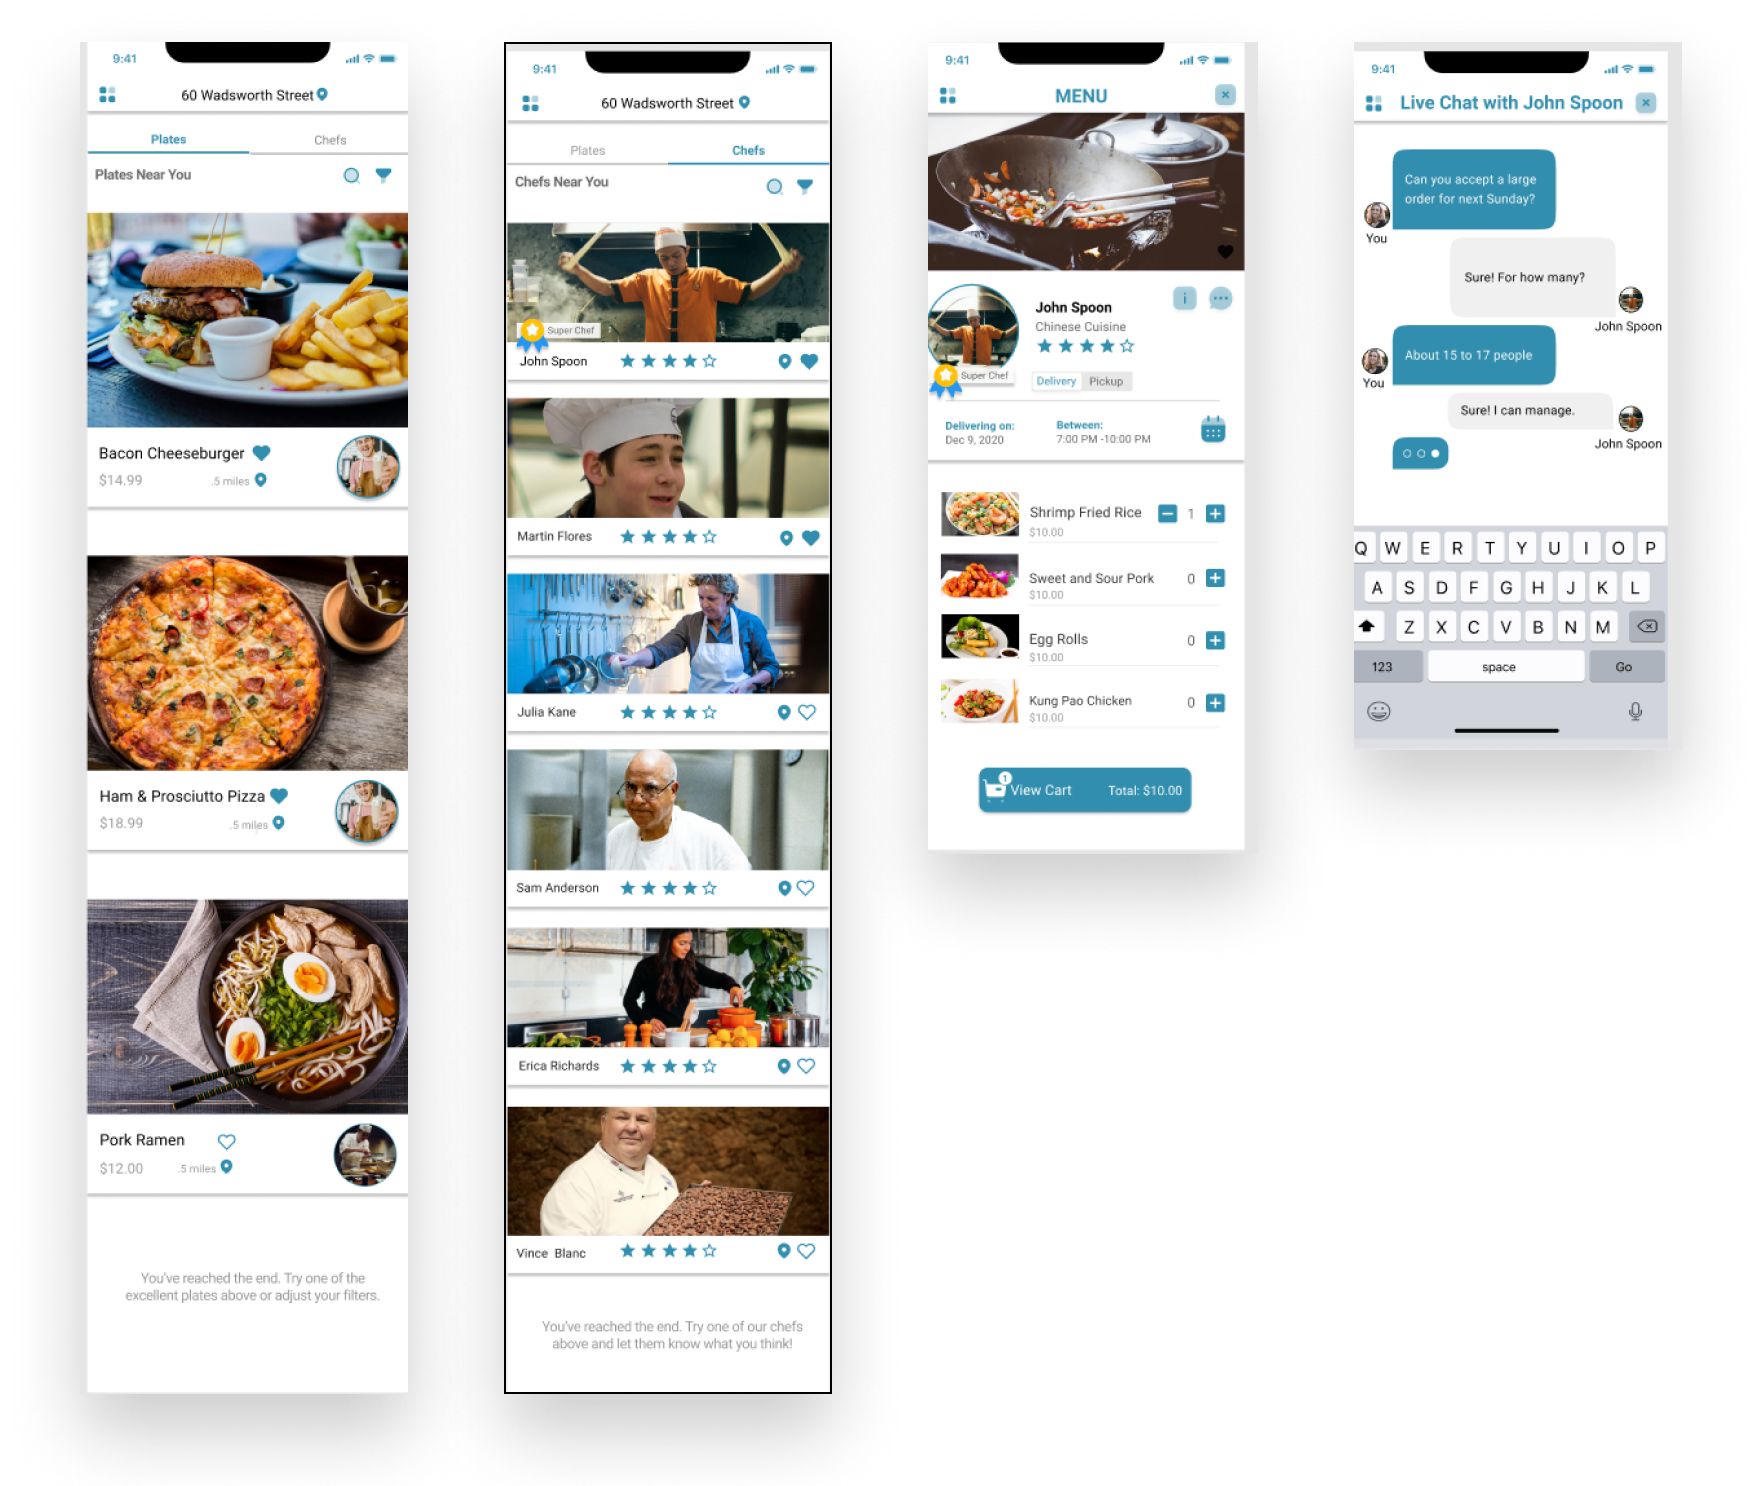 9:41
60 Wadsworth Street
Plates
Chefs
Plates Near You
Bacon Cheeseburger
$14.99
.5 miles
Ham & Prosciutto Pizza
$18.99
.5 miles
Pork Ramen
$12.00
.5 miles
You've reached the end. Try one of the
excellent plates above or adjust your filters.
9:41
60 Wadsworth Street
Plates
Chefs
Chefs Near You
Super Chef
John Spoon
Martin Flores
Julia Kane
Sam Anderson
Erica Richards
Vince Blanc
You've reached the end. Try one of our chefs
above and let them know what you think!
9:41
MENU
John Spoon
Chinese Cuisine
Super Chef
Delivery Pickup
Delivering on:
Dec 9, 2020
Between:
7:00 PM -10:00 PM
Shrimp Fried Rice
1
$10.00
Sweet and Sour Pork
0
$10.00
Egg Rolls
0
$10.00
Kung Pao Chicken
0
$10.00
1
View Cart Total: $10.00
9:41
Live Chat with John Spoon
Can you accept a large
order for next Sunday?
You
Sure! For how many?
John Spoon
About 15 to 17 people
You
Sure! I can manage.
John Spoon
Q W E R T Y U I O P
A S D F G H J K L
Z X C V B N M
123 space Go